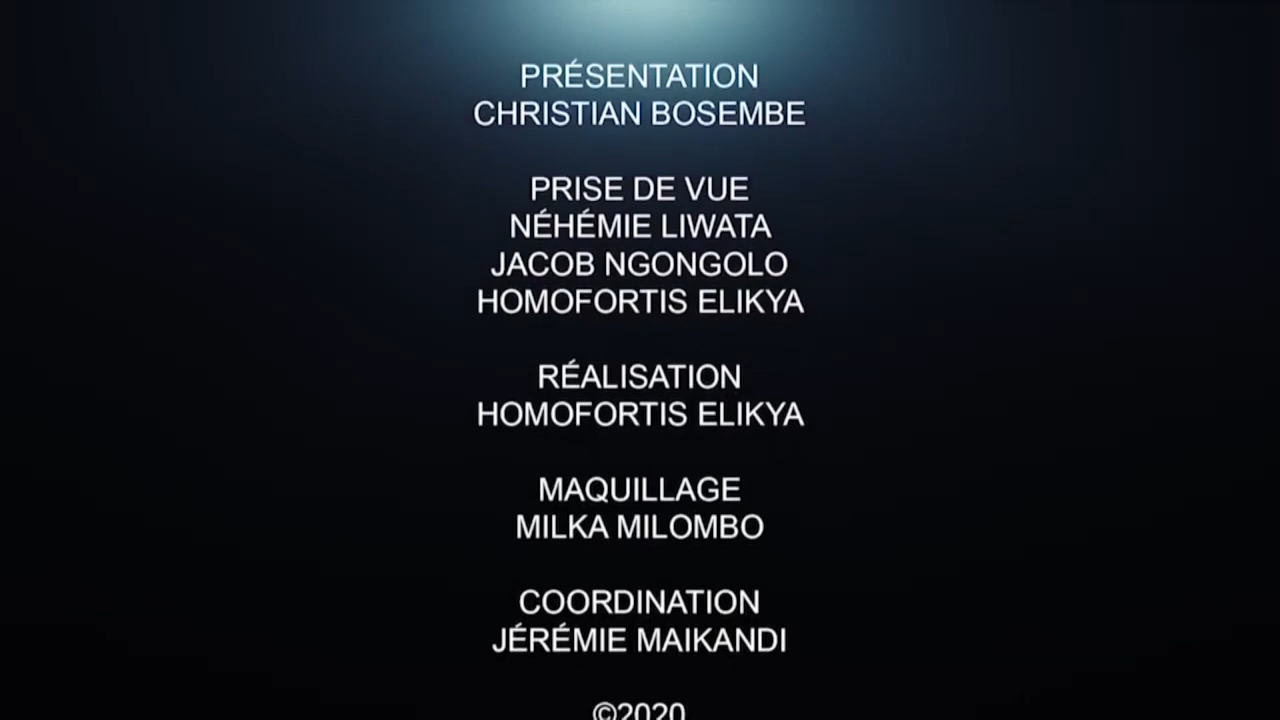 PRÉSENTATION
CHRISTIAN BOSEMBE
PRISE DE VUE
NÉHÉMIE LIWATA
JACOB NGONGOLO
HOMOFORTIS ELIKYA
RÉALISATION
HOMOFORTIS ELIKYA
MAQUILLAGE
MILKA MILOMBO
COORDINATION
JÉRÉMIE MAIKANDI
©2020